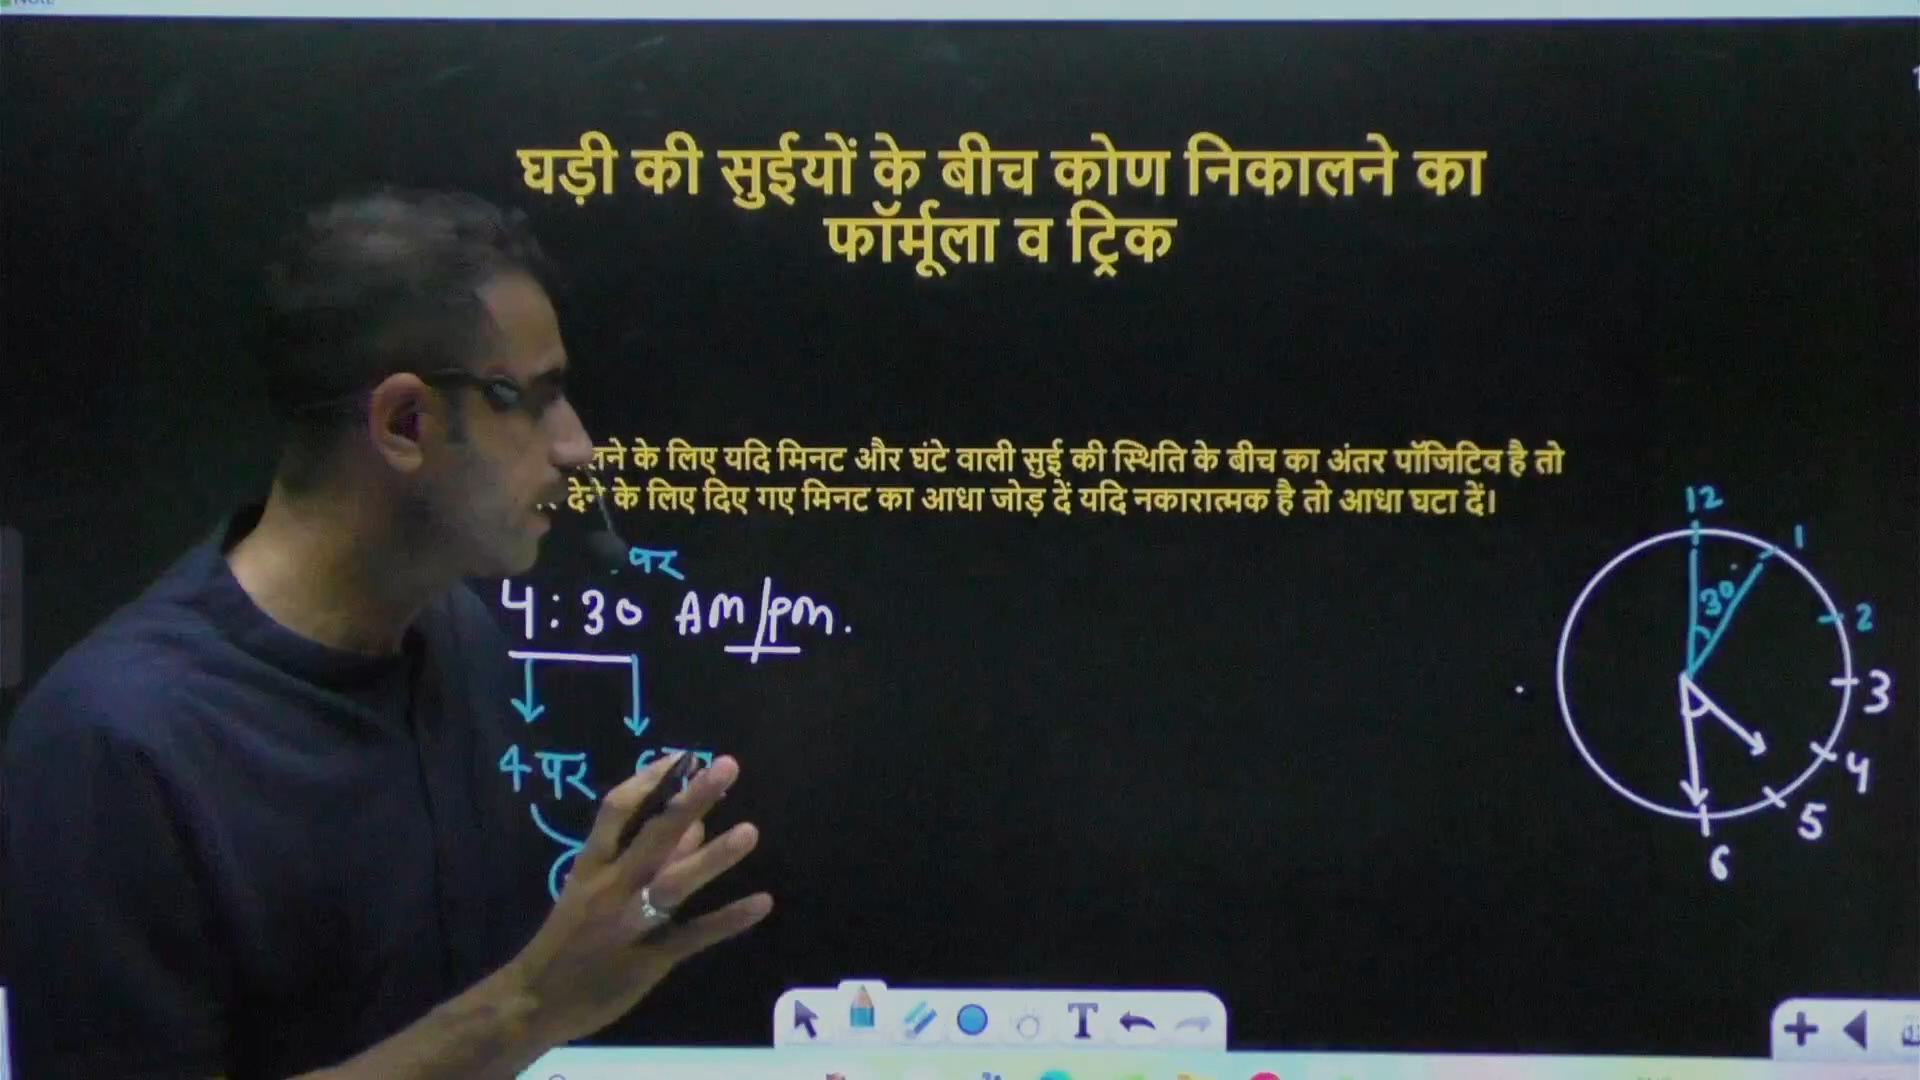 घड़ी की सुईयों के बीच कोण निकालने का
फॉर्मूला व ट्रिक
के लिए यदि मिनट और घंटे वाली सुई की स्थिति के बीच का अंतर पॉजिटिव है तो
देने के लिए दिए गए मिनट का आधा जोड़ दें यदि नकारात्मक है तो आधा घटा दें।
पर
4:30 AM/PM.
4 पर
12
1
30°
2
3
4
5
6
T